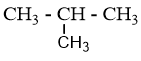 CH₃ - CH - CH₃
CH₃